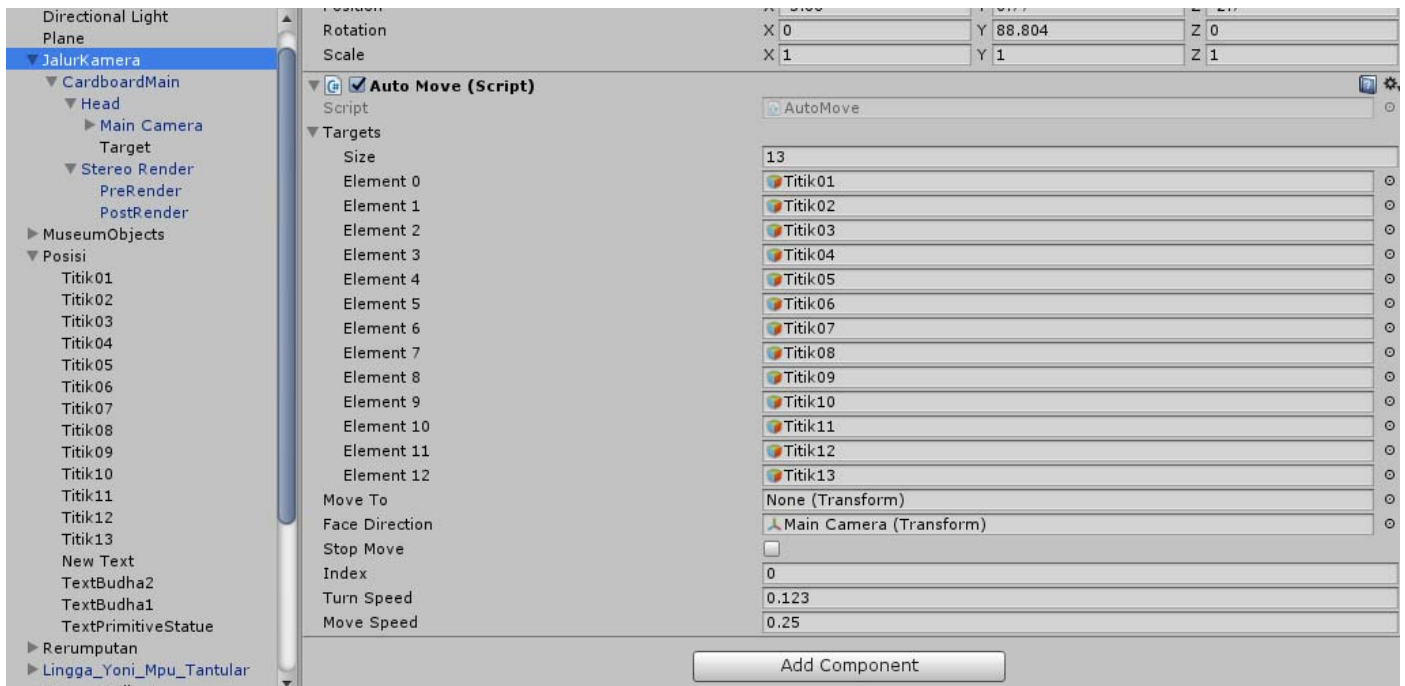 Directional Light
Plane
JalurKamera
CardboardMain
Head
Main Camera
Target
Stereo Render
PreRender
PostRender
MuseumObjects
Posisi
Titik01
Titik02
Titik03
Titik04
Titik05
Titik06
Titik07
Titik08
Titik09
Titik10
Titik11
Titik12
Titik13
New Text
TextBudha2
TextBudha1
TextPrimitiveStatue
Rerumputan
Lingga_Yoni_Mpu_Tantular
Rotation X 0 Y 88.804 Z 0
Scale X 1 Y 1 Z 1
Auto Move (Script)
Script AutoMove
Targets
Size 13
Element 0 Titik01
Element 1 Titik02
Element 2 Titik03
Element 3 Titik04
Element 4 Titik05
Element 5 Titik06
Element 6 Titik07
Element 7 Titik08
Element 8 Titik09
Element 9 Titik10
Element 10 Titik11
Element 11 Titik12
Element 12 Titik13
Move To None (Transform)
Face Direction Main Camera (Transform)
Stop Move
Index 0
Turn Speed 0.123
Move Speed 0.25
Add Component